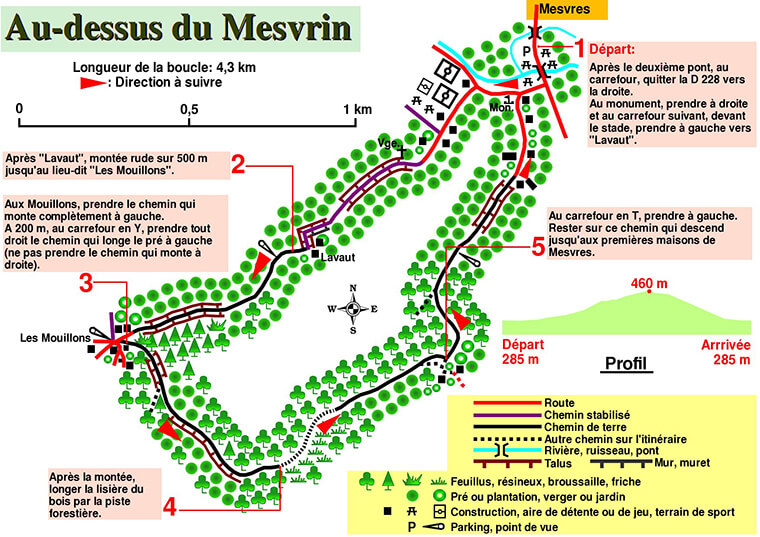 Au-dessus du Mesvrin
Mesvres
Longueur de la boucle: 4,3 km
: Direction à suivre
0
0,5
1 km
1
Départ:
Après le deuxième pont, au
carrefour, quitter la D 228 vers
la droite.
Au monument, prendre à droite
et au carrefour suivant, devant
le stade, prendre à gauche vers
"Lavaut".
P
Mon.
Vge.
2
Après "Lavaut", montée rude sur 500 m
jusqu'au lieu-dit "Les Mouillons".
Aux Mouillons, prendre le chemin qui
monte complètement à gauche.
A 200 m, au carrefour en Y, prendre tout
droit le chemin qui longe le pré à gauche
(ne pas prendre le chemin qui monte à
droite).
3
Lavaut
Les Mouillons
N
W E
S
Au carrefour en T, prendre à gauche.
Rester sur ce chemin qui descend
jusqu'aux premières maisons de
Mesvres.
5
460 m
Départ
285 m
Arrrivée
285 m
Profil
Après la montée,
longer la lisière du
bois par la piste
forestière.
4
Route
Chemin stabilisé
Chemin de terre
Autre chemin sur l'itinéraire
Rivière, ruisseau, pont
Talus
Mur, muret
Feuillus, résineux, broussaille, friche
Pré ou plantation, verger ou jardin
Construction, aire de détente ou de jeu, terrain de sport
P
Parking, point de vue